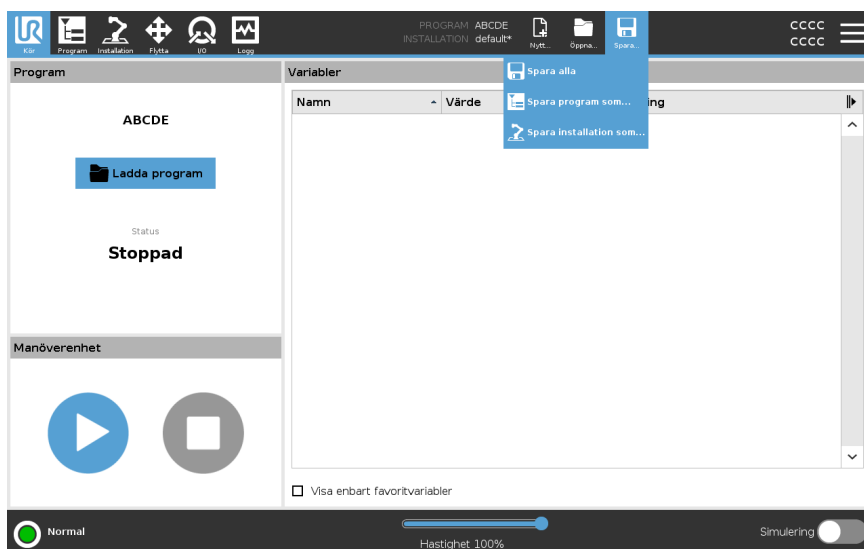 UR
Kör
Program
Installation
Flytta
I/O
Logg
PROGRAM ABCDE
INSTALLATION default*
Nytt...
Öppna...
Spara...
CCCC
CCCC
Program
Variabler
Spara alla
Spara program som...
Spara installation som...
Namn
Värde
ing
ABCDE
Ladda program
Status
Stoppad
Manöverenhet
Visa enbart favoritvariabler
Normal
Hastighet 100%
Simulering